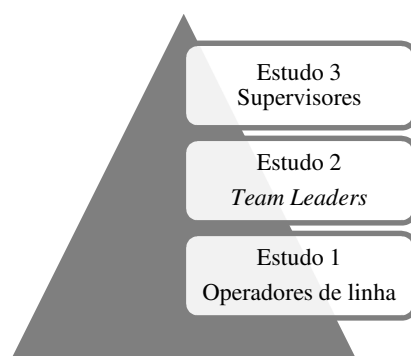 Estudo 3
Supervisores
Estudo 2
Team Leaders
Estudo 1
Operadores de linha